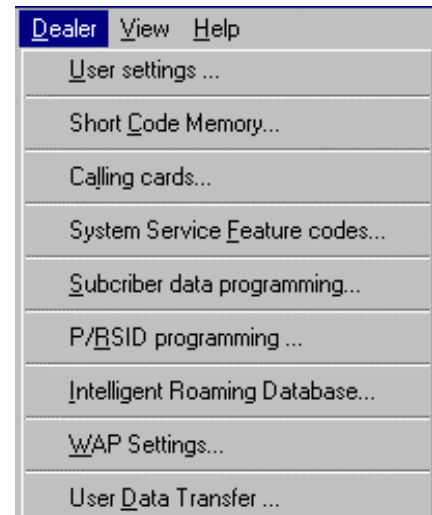 Dealer View Help
User settings ...
Short Code Memory...
Calling cards...
System Service Feature codes...
Subcriber data programming...
P/RSID programming ...
Intelligent Roaming Database...
WAP Settings...
User Data Transfer ...